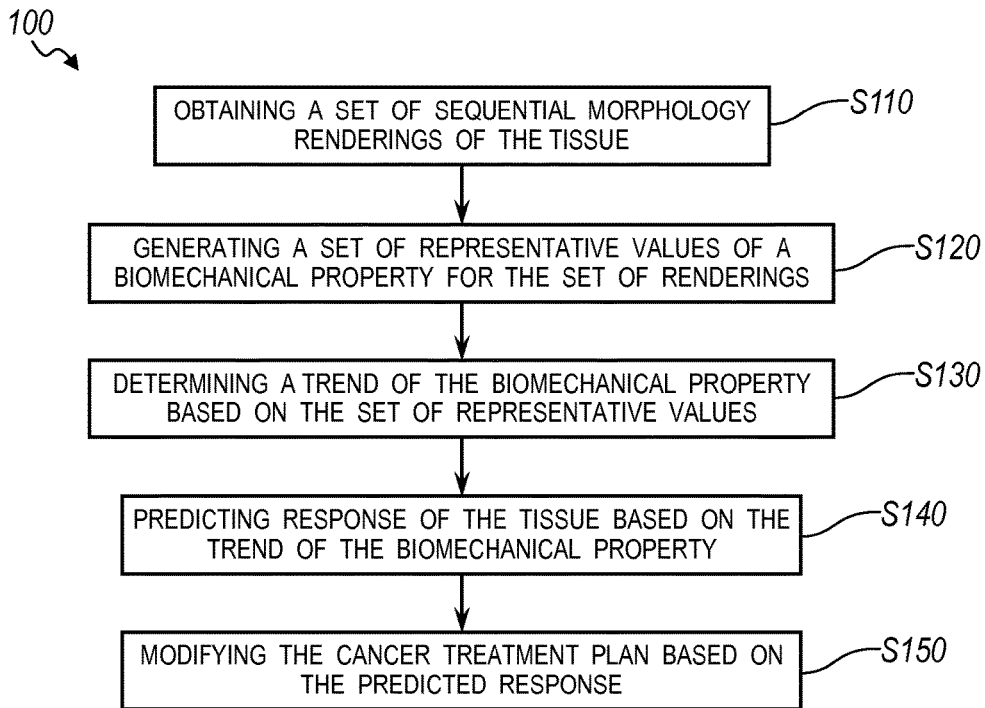 100
OBTAINING A SET OF SEQUENTIAL MORPHOLOGY
RENDERINGS OF THE TISSUE
S110
GENERATING A SET OF REPRESENTATIVE VALUES OF A
BIOMECHANICAL PROPERTY FOR THE SET OF RENDERINGS
S120
DETERMINING A TREND OF THE BIOMECHANICAL PROPERTY
BASED ON THE SET OF REPRESENTATIVE VALUES
S130
PREDICTING RESPONSE OF THE TISSUE BASED ON THE
TREND OF THE BIOMECHANICAL PROPERTY
S140
MODIFYING THE CANCER TREATMENT PLAN BASED ON
THE PREDICTED RESPONSE
S150